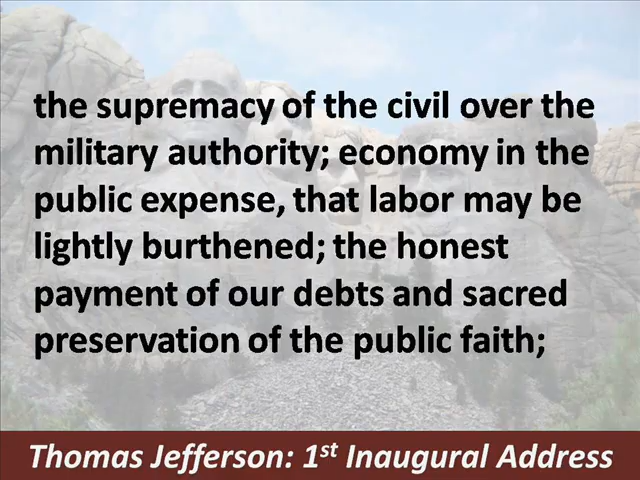 the supremacy of the civil over the
military authority; economy in the
public expense, that labor may be
lightly burthened; the honest
payment of our debts and sacred
preservation of the public faith;
Thomas Jefferson: 1st Inaugural Address